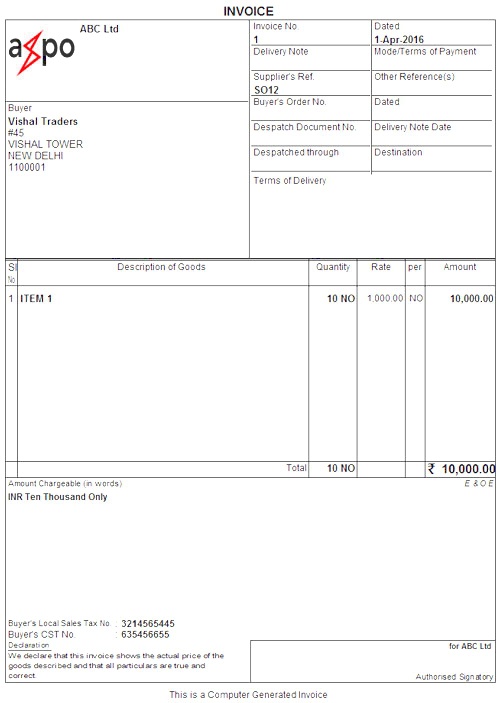 INVOICE
ABC Ltd
aspo
Invoice No.
1
Dated
1-Apr-2016
Delivery Note
Mode/Terms of Payment
Supplier's Ref.
SO12
Other Reference(s)
Buyer
Vishal Traders
#45
VISHAL TOWER
NEW DELHI
1100001
Buyer's Order No.
Dated
Despatch Document No.
Delivery Note Date
Despatched through
Destination
Terms of Delivery
Sl No Description of Goods Quantity Rate per Amount
1 ITEM 1 10 NO 1,000.00 NO 10,000.00
Total 10 NO ₹ 10,000.00
Amount Chargeable (in words) E & O E
INR Ten Thousand Only
Buyer's Local Sales Tax No : 3214565445
Buyer's CST No. : 635456655
Declaration
We declare that this invoice shows the actual price of the
goods described and that all particulars are true and
correct.
for ABC Ltd
Authorised Signatory
This is a Computer Generated Invoice